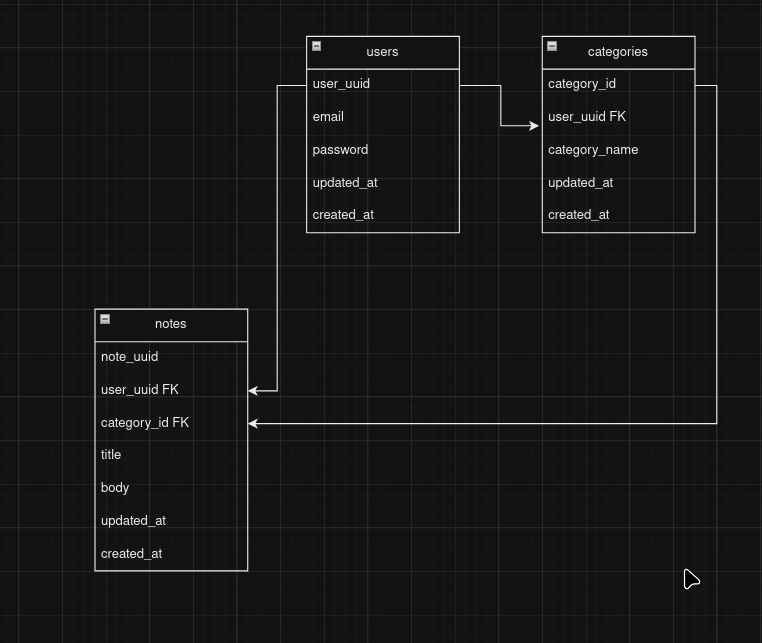 users
user_uuid
email
password
updated_at
created_at
categories
category_id
user_uuid FK
category_name
updated_at
created_at
notes
note_uuid
user_uuid FK
category_id FK
title
body
updated_at
created_at